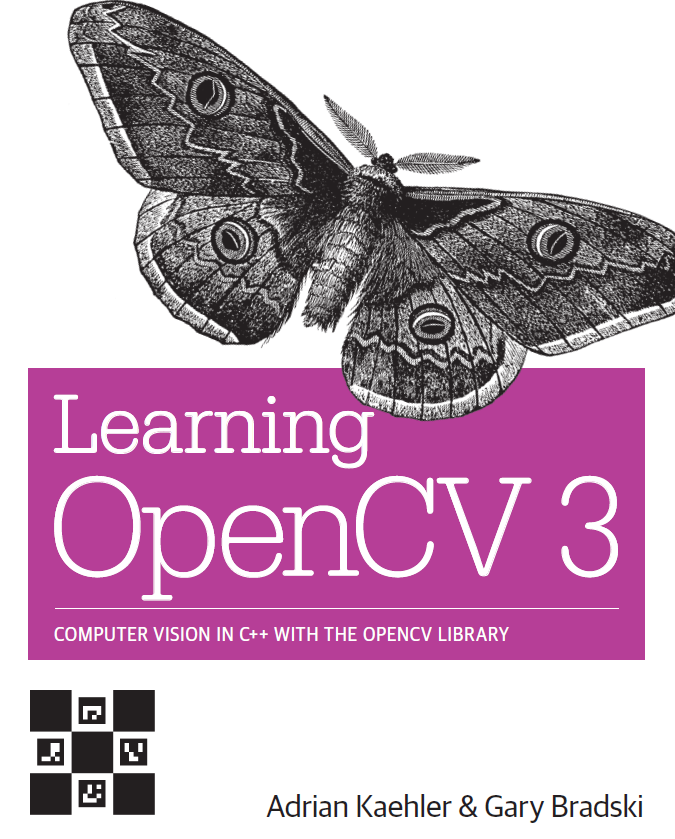 Learning
OpenCV 3
COMPUTER VISION IN C++ WITH THE OPENCV LIBRARY
Adrian Kaehler & Gary Bradski